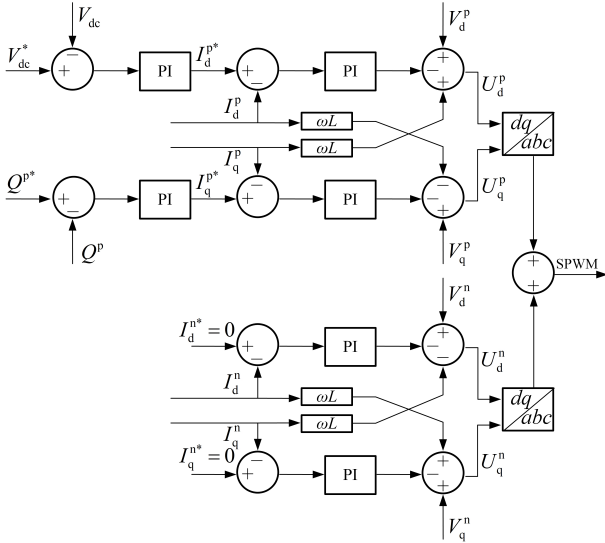 V_dc
V_d^p
V_dc^*
−
+
PI
I_d^p*
+
−
PI
+
−
+
U_d^p
I_d^p
ωL
dq
abc
ωL
I_q^p
Q^p*
+
−
PI
I_q^p*
−
+
PI
−
−
+
U_q^p
Q^p
V_q^p
+
+
SPWM
V_d^n
I_d^n* = 0
+
−
PI
+
−
−
U_d^n
I_d^n
ωL
dq
abc
ωL
I_q^n
I_q^n* = 0
−
+
PI
+
−
+
U_q^n
V_q^n